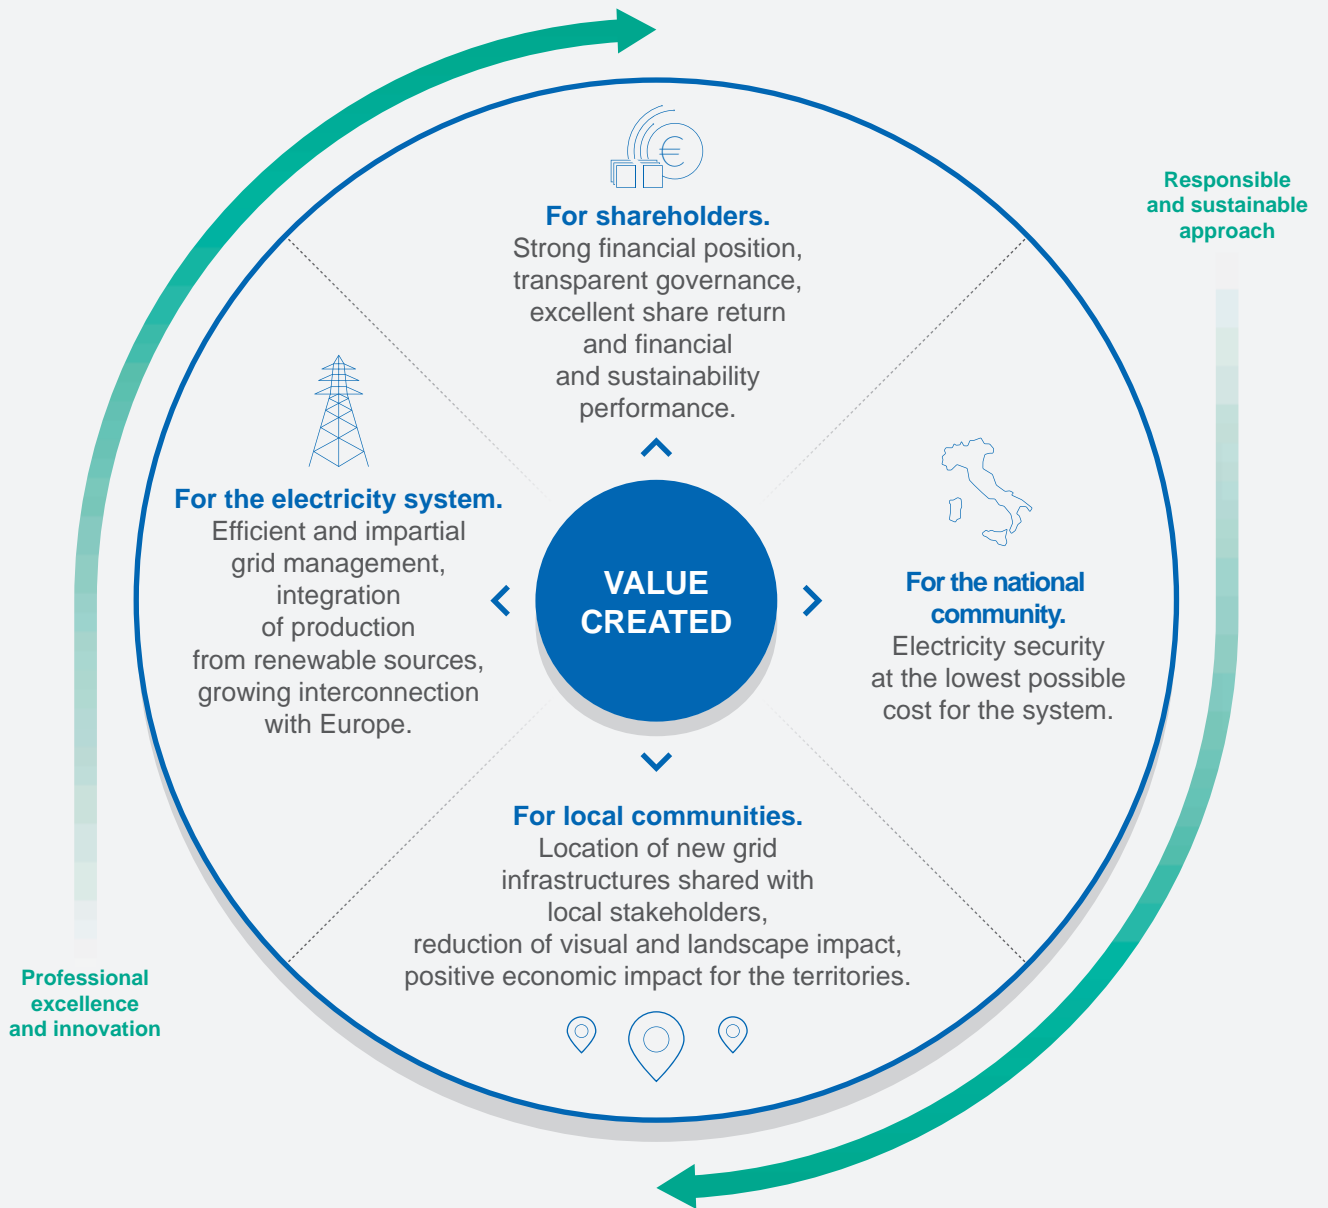 Responsible
and sustainable
approach
For shareholders.
Strong financial position,
transparent governance,
excellent share return
and financial
and sustainability
performance.
For the electricity system.
Efficient and impartial
grid management,
integration
of production
from renewable sources,
growing interconnection
with Europe.
VALUE
CREATED
For the national
community.
Electricity security
at the lowest possible
cost for the system.
For local communities.
Location of new grid
infrastructures shared with
local stakeholders,
reduction of visual and landscape impact,
positive economic impact for the territories.
Professional
excellence
and innovation